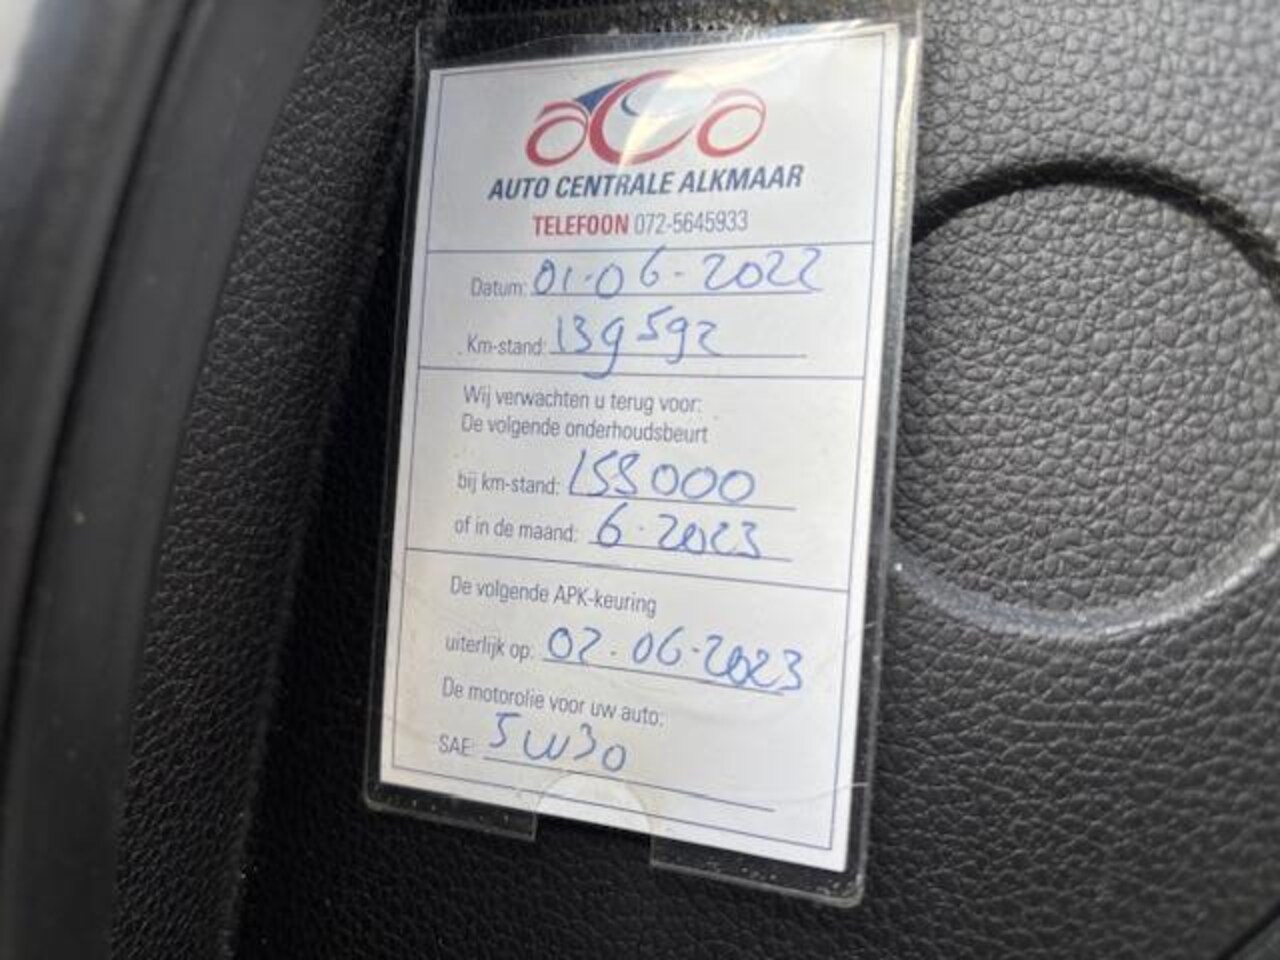 aCa
AUTO CENTRALE ALKMAAR
TELEFOON 072-5645933
Datum: 01-06-2022
Km-stand: 139592
Wij verwachten u terug voor:
De volgende onderhoudsbeurt
bij km-stand: 158000
of in de maand: 6-2023
De volgende APK-keuring
uiterlijk op: 02-06-2023
De motorolie voor uw auto:
SAE: 5W30